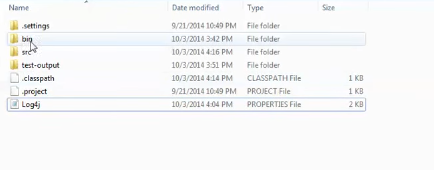 Name Date modified Type Size
.settings 9/21/2014 10:49 PM File folder
bin 10/3/2014 3:42 PM File folder
src 10/3/2014 4:16 PM File folder
test-output 10/3/2014 3:51 PM File folder
.classpath 10/3/2014 4:14 PM CLASSPATH File 1 KB
.project 9/21/2014 10:49 PM PROJECT File 1 KB
Log4j 10/3/2014 4:04 PM PROPERTIES File 2 KB